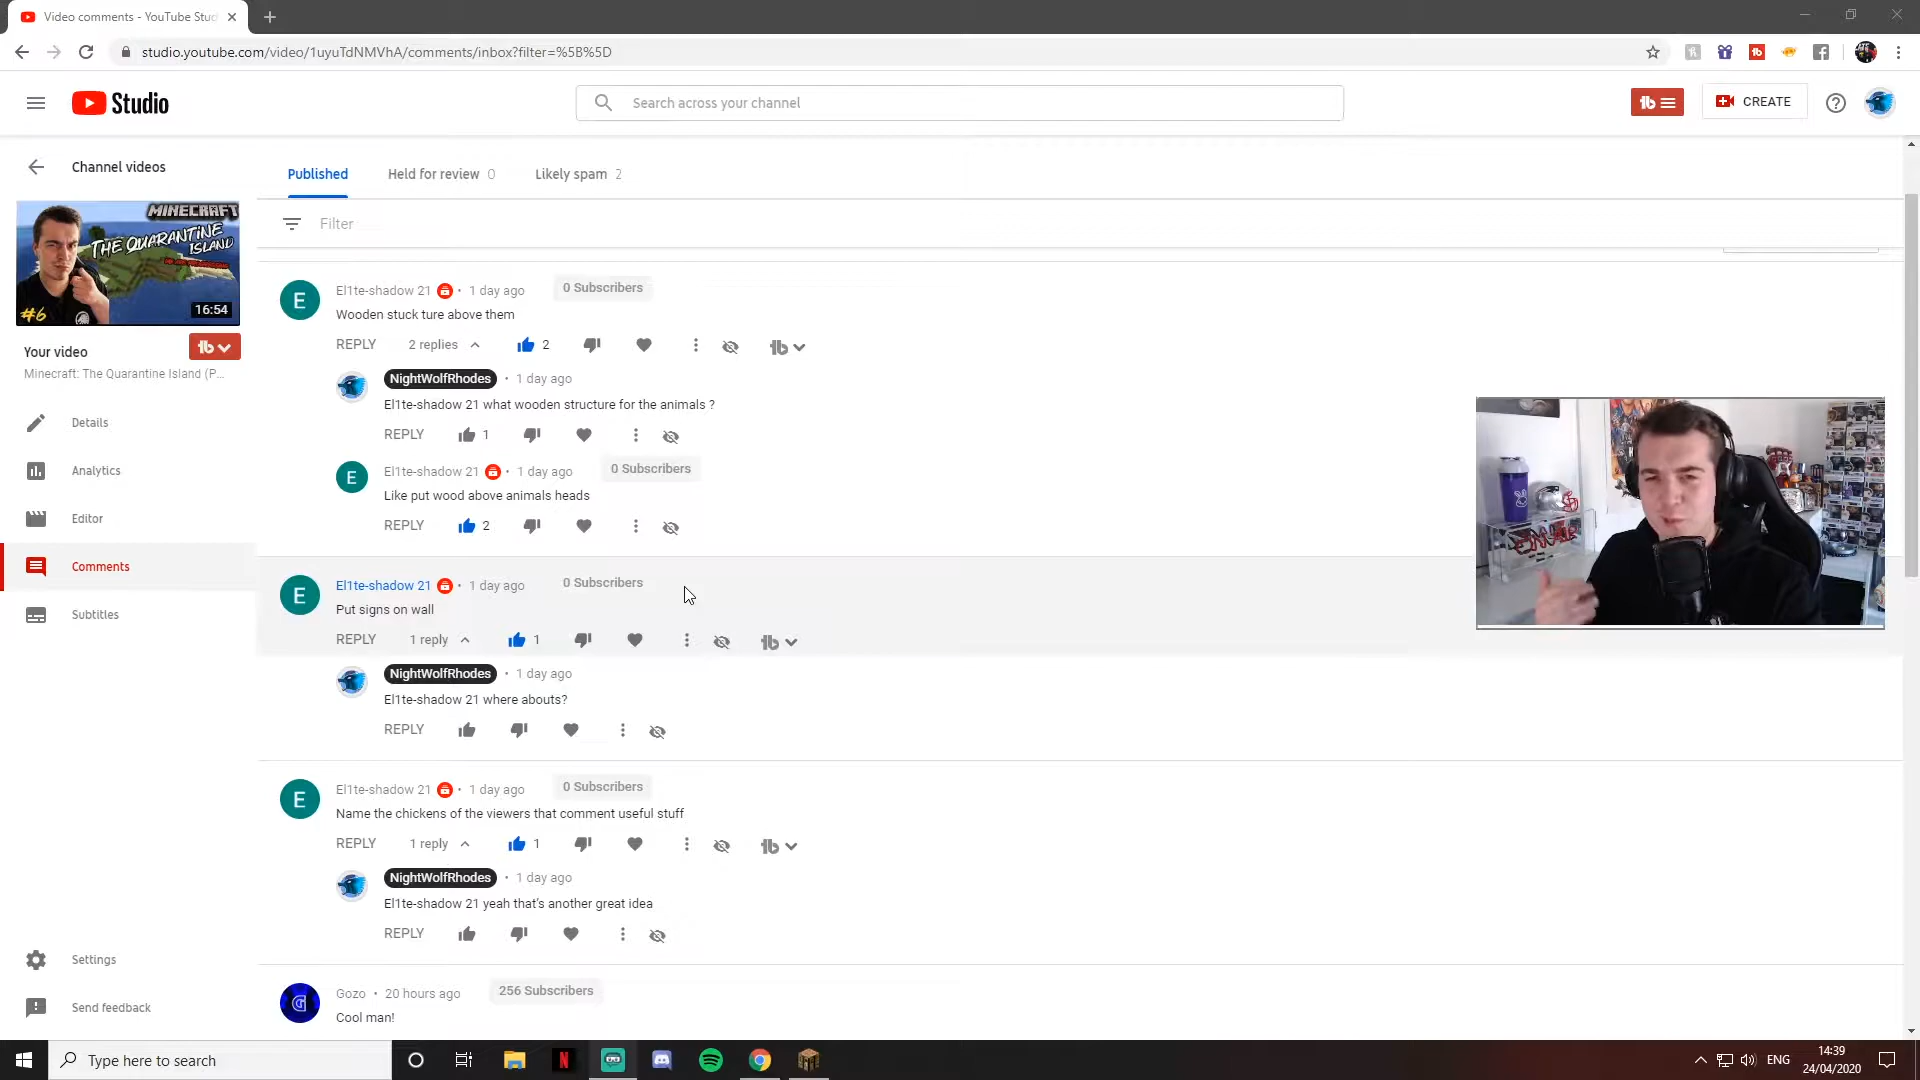 Video comments - YouTube Stud
studio.youtube.com/video/1uyuTdNMVhA/comments/inbox?filter=%5B%5D
Studio
Search across your channel
CREATE
Channel videos
Published
Held for review 0
Likely spam 2
Filter
MINECRAFT
THE QUARANTINE
ISLAND
#6
16:54
Your video
Minecraft: The Quarantine Island (P...
Details
Analytics
Editor
Comments
Subtitles
Settings
Send feedback
E
El1te-shadow 21 • 1 day ago
0 Subscribers
Wooden stuck ture above them
REPLY 2 replies 2
NightWolfRhodes • 1 day ago
El1te-shadow 21 what wooden structure for the animals ?
REPLY 1
E
El1te-shadow 21 • 1 day ago
0 Subscribers
Like put wood above animals heads
REPLY 2
E
El1te-shadow 21 • 1 day ago
0 Subscribers
Put signs on wall
REPLY 1 reply 1
NightWolfRhodes • 1 day ago
El1te-shadow 21 where abouts?
REPLY
E
El1te-shadow 21 • 1 day ago
0 Subscribers
Name the chickens of the viewers that comment useful stuff
REPLY 1 reply 1
NightWolfRhodes • 1 day ago
El1te-shadow 21 yeah that's another great idea
REPLY
G
Gozo • 20 hours ago
256 Subscribers
Cool man!
Type here to search
ENG
14:39
24/04/2020